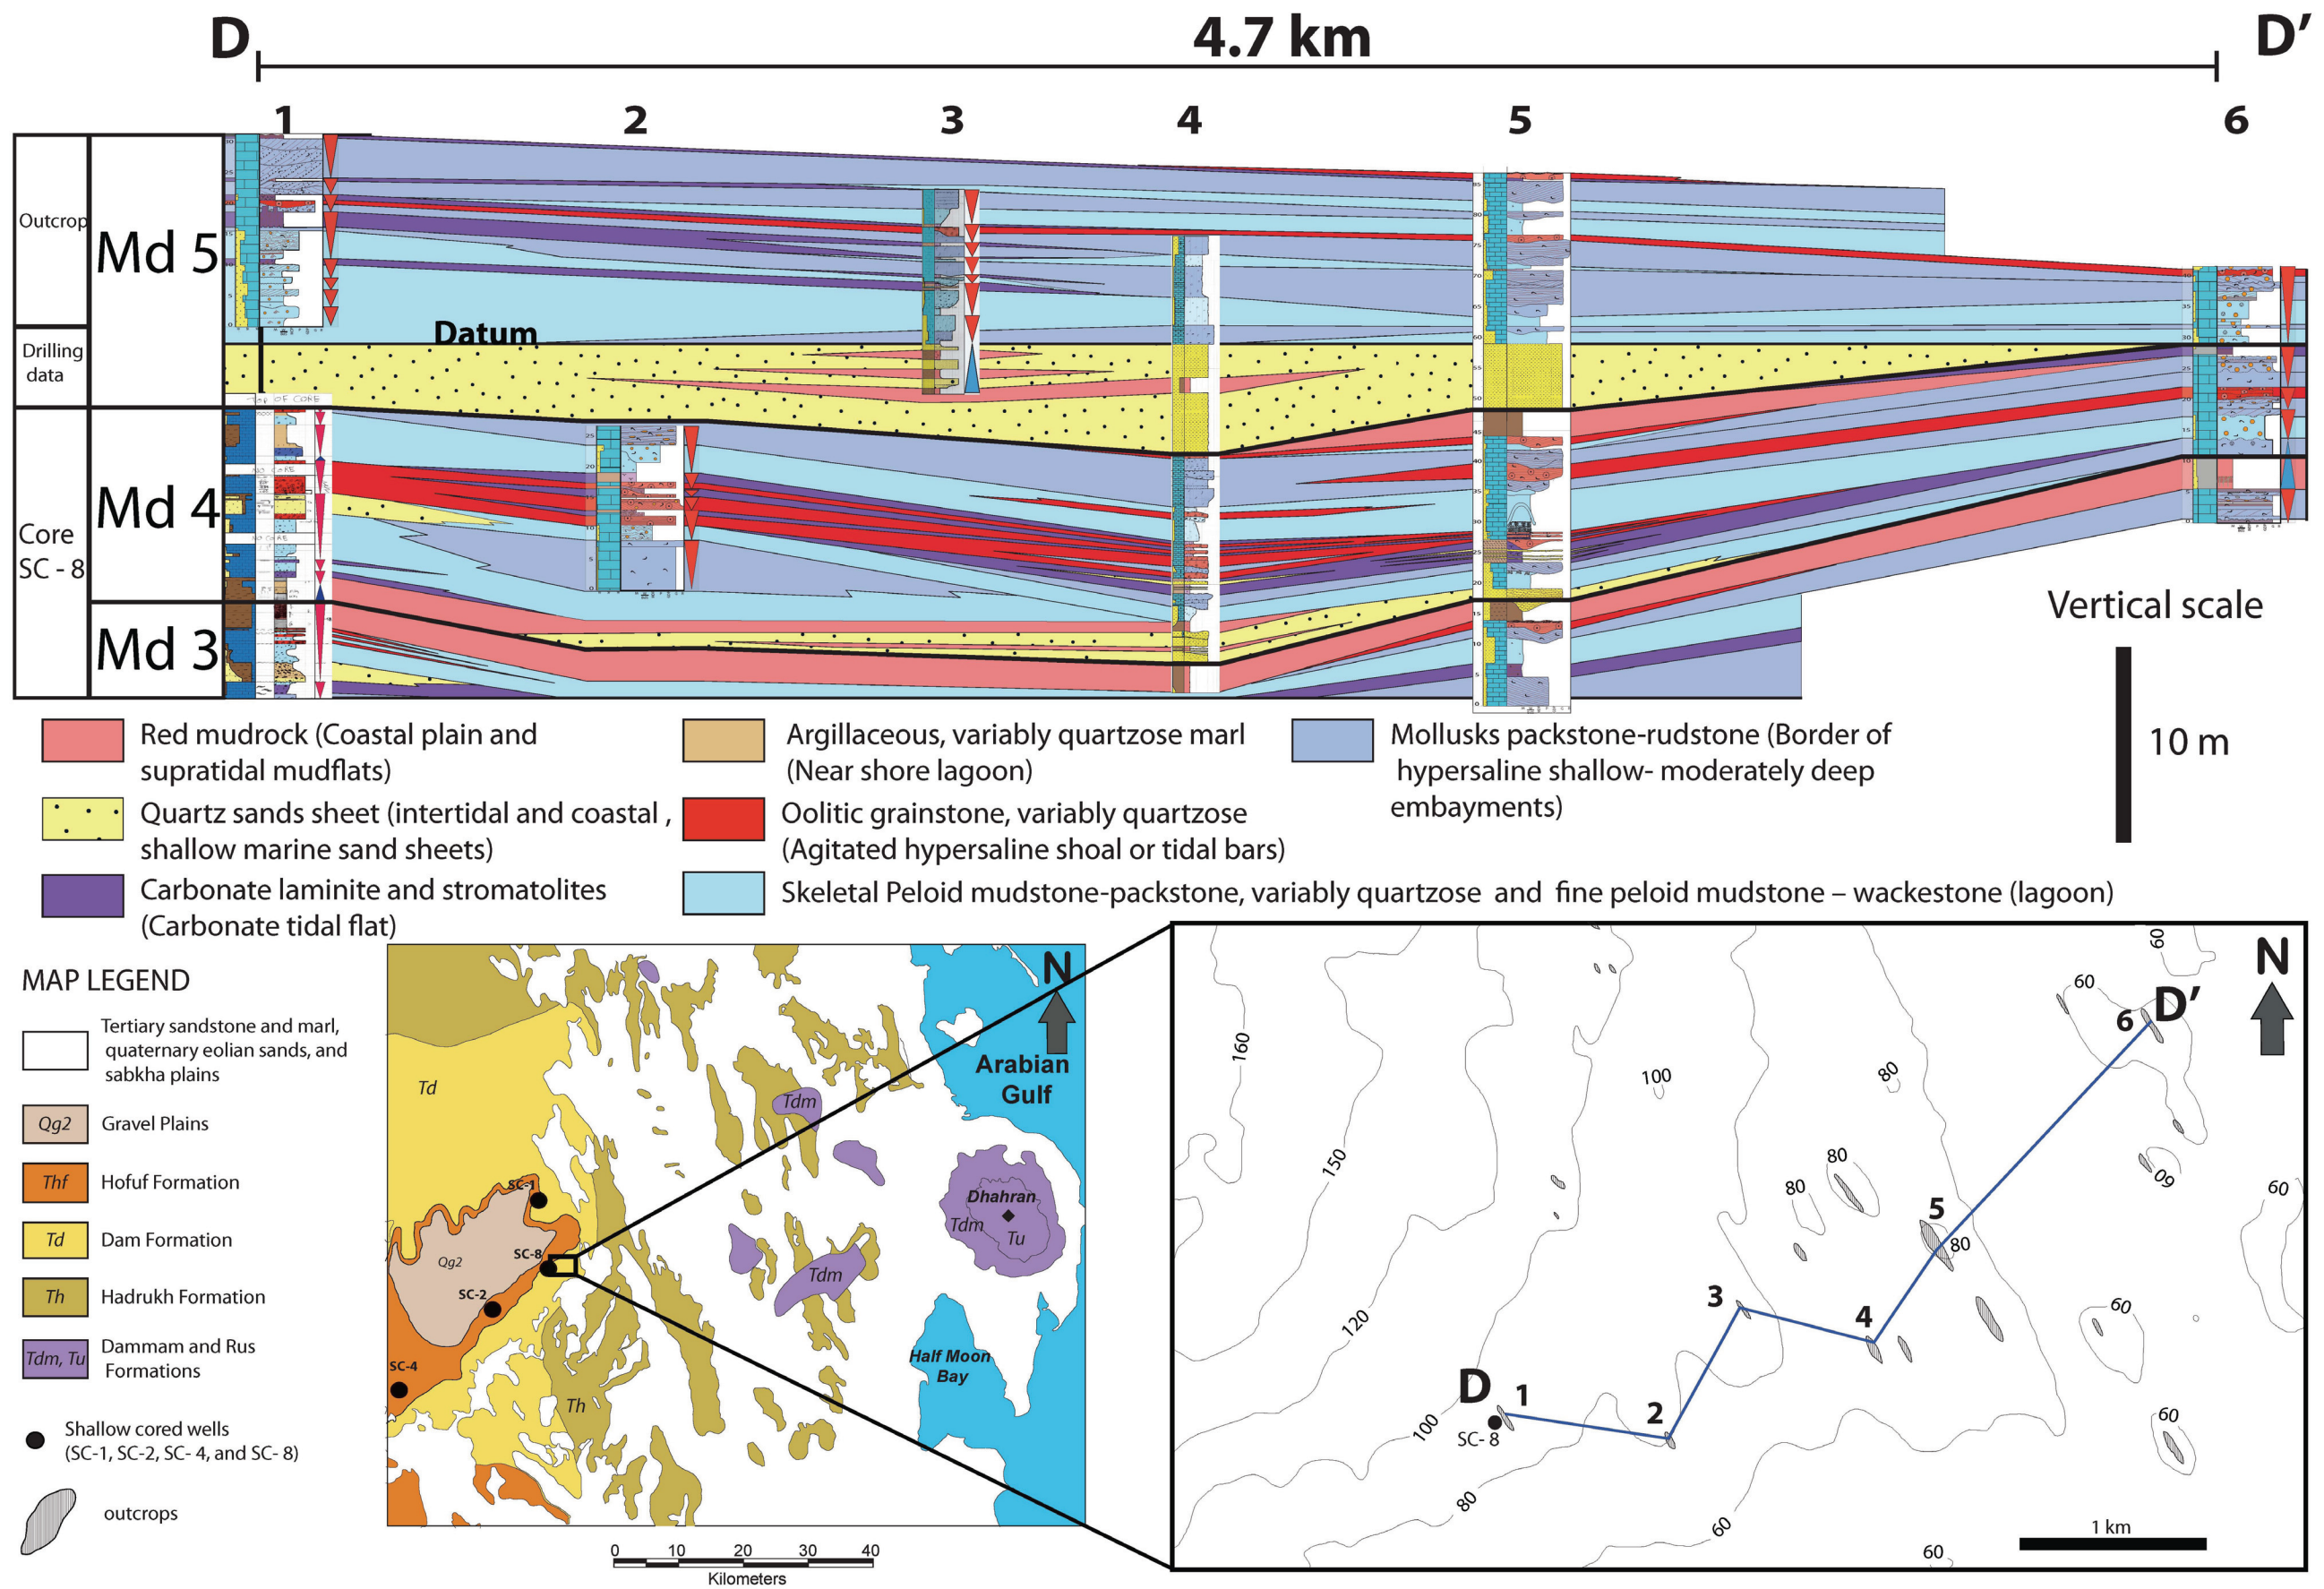 D
4.7 km
D’
1
2
3
4
5
6
Outcrop
Md 5
Drilling
data
Datum
TOP OF CORE
Core
SC - 8
Md 4
NO CORE
NO CORE
Md 3
Vertical scale
10 m
Red mudrock (Coastal plain and
supratidal mudflats)
Quartz sands sheet (intertidal and coastal ,
shallow marine sand sheets)
Carbonate laminite and stromatolites
(Carbonate tidal flat)
Argillaceous, variably quartzose marl
(Near shore lagoon)
Oolitic grainstone, variably quartzose
(Agitated hypersaline shoal or tidal bars)
Skeletal Peloid mudstone-packstone, variably quartzose and fine peloid mudstone – wackestone (lagoon)
Mollusks packstone-rudstone (Border of
hypersaline shallow- moderately deep
embayments)
MAP LEGEND
Tertiary sandstone and marl,
quaternary eolian sands, and
sabkha plains
Qg2 Gravel Plains
Thf Hofuf Formation
Td Dam Formation
Th Hadrukh Formation
Tdm, Tu Dammam and Rus
Formations
Shallow cored wells
(SC-1, SC-2, SC- 4, and SC- 8)
outcrops
N
Arabian
Gulf
Td
Tdm
SC-1
Dhahran
Tdm
Tu
Qg2
SC-8
Tdm
SC-2
SC-4
Half Moon
Bay
Th
0 10 20 30 40
Kilometers
N
60
60
6 D’
160
100
80
150
80
80
60
60
5
80
3
4
120
60
D 1
2
SC- 8
100
60
80
60
60
1 km